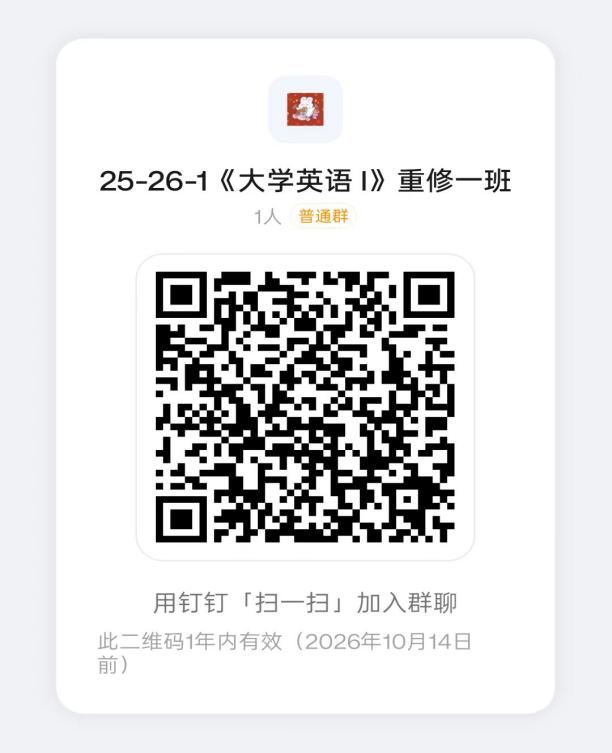 25-26-1《大学英语 I》重修一班
1人 普通群
用钉钉「扫一扫」加入群聊
此二维码1年内有效（2026年10月14日
前）